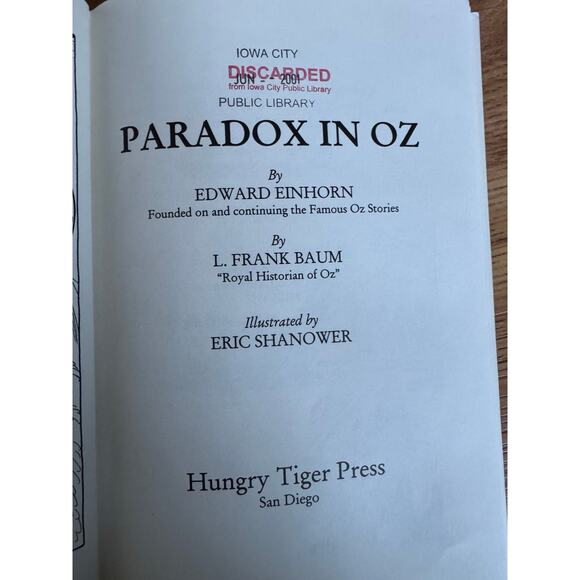 IOWA CITY
DISCARDED
JUN -- 2001
from Iowa City Public Library
PUBLIC LIBRARY
PARADOX IN OZ
By
EDWARD EINHORN
Founded on and continuing the Famous Oz Stories
By
L. FRANK BAUM
“Royal Historian of Oz”
Illustrated by
ERIC SHANOWER
Hungry Tiger Press
San Diego